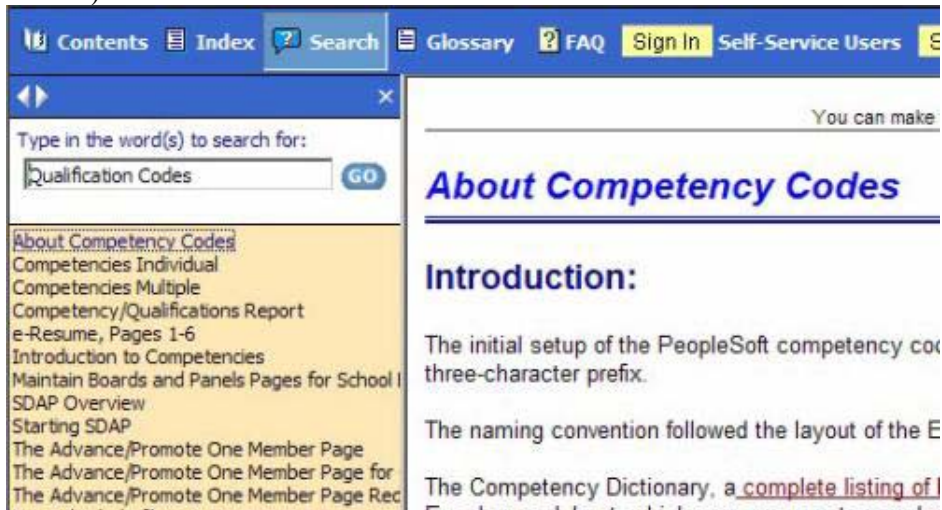 Contents Index Search Glossary FAQ Sign In Self-Service Users
Type in the word(s) to search for:
Qualification Codes GO
About Competency Codes
Competencies Individual
Competencies Multiple
Competency/Qualifications Report
e-Resume, Pages 1-6
Introduction to Competencies
Maintain Boards and Panels Pages for School
SDAP Overview
Starting SDAP
The Advance/Promote One Member Page
The Advance/Promote One Member Page for
The Advance/Promote One Member Page Rec
You can make
About Competency Codes
Introduction:
The initial setup of the PeopleSoft competency cod
three-character prefix.
The naming convention followed the layout of the E
The Competency Dictionary, a complete listing of